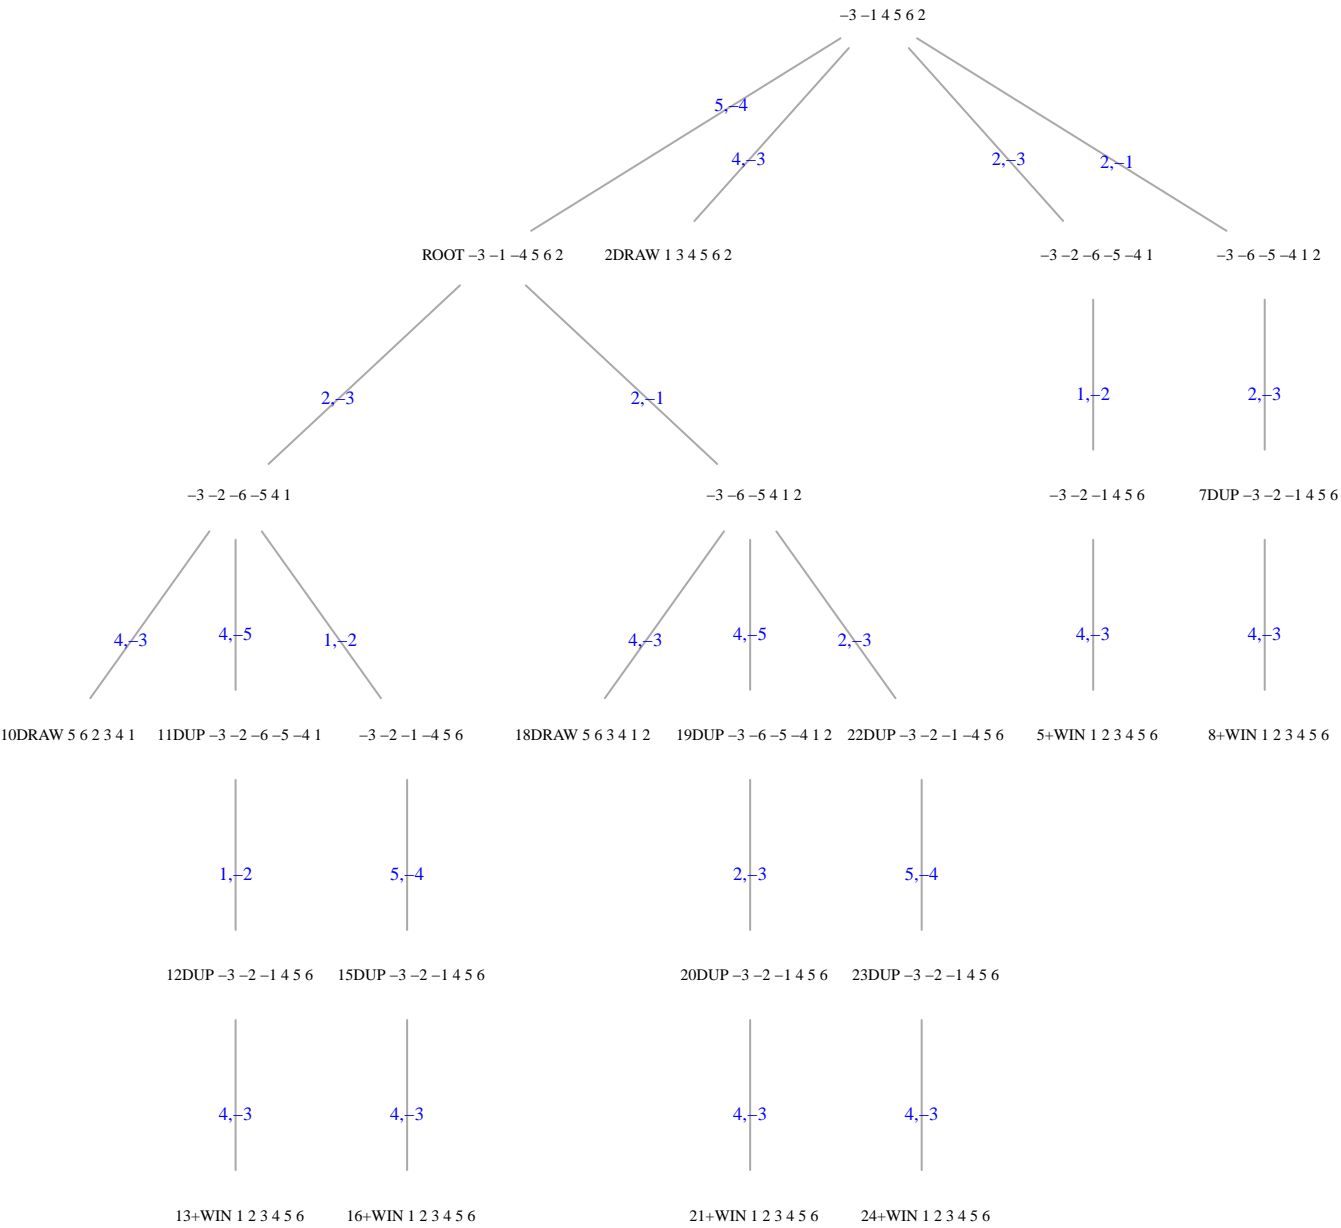 –3 –1 4 5 6 2
5,–4
4,–3
2,–3
2,–1
ROOT –3 –1 –4 5 6 2
2DRAW 1 3 4 5 6 2
–3 –2 –6 –5 –4 1
–3 –6 –5 –4 1 2
2,–3
2,–1
1,–2
2,–3
–3 –2 –6 –5 4 1
–3 –6 –5 4 1 2
–3 –2 –1 4 5 6
7DUP –3 –2 –1 4 5 6
4,–3
4,–5
1,–2
4,–3
4,–5
2,–3
4,–3
4,–3
10DRAW 5 6 2 3 4 1
11DUP –3 –2 –6 –5 –4 1
–3 –2 –1 –4 5 6
18DRAW 5 6 3 4 1 2
19DUP –3 –6 –5 –4 1 2
22DUP –3 –2 –1 –4 5 6
5+WIN 1 2 3 4 5 6
8+WIN 1 2 3 4 5 6
1,–2
5,–4
2,–3
5,–4
12DUP –3 –2 –1 4 5 6
15DUP –3 –2 –1 4 5 6
20DUP –3 –2 –1 4 5 6
23DUP –3 –2 –1 4 5 6
4,–3
4,–3
4,–3
4,–3
13+WIN 1 2 3 4 5 6
16+WIN 1 2 3 4 5 6
21+WIN 1 2 3 4 5 6
24+WIN 1 2 3 4 5 6